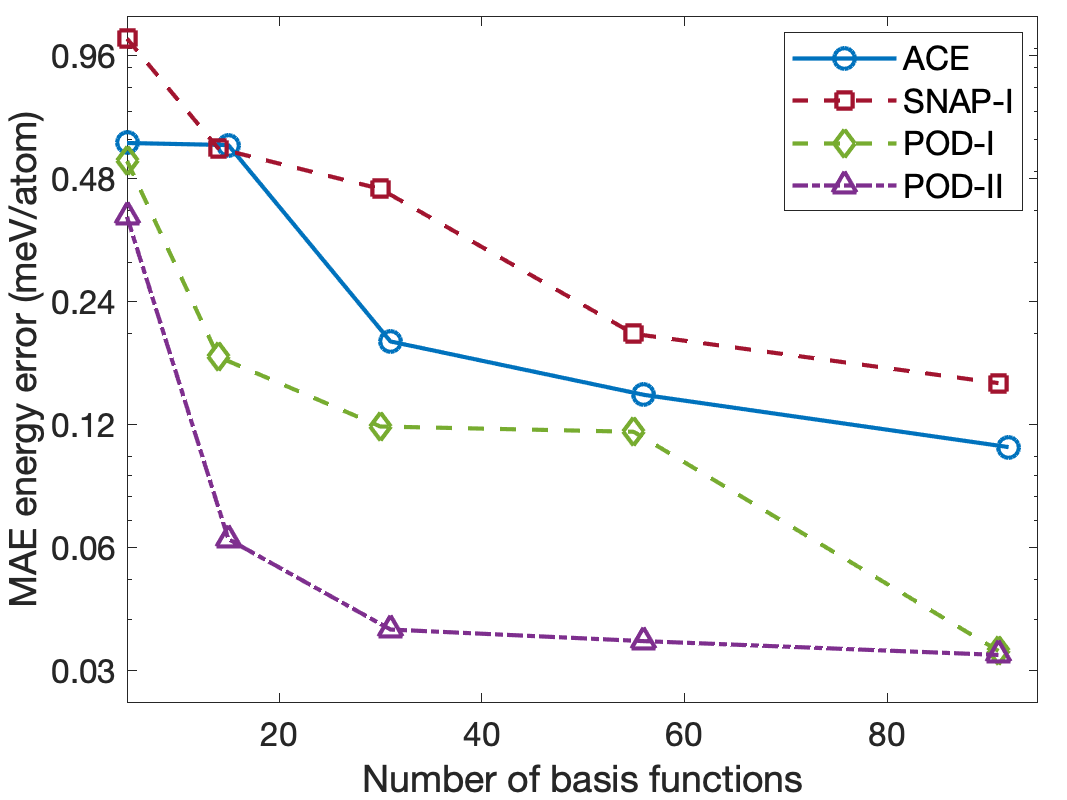 ACE
SNAP-I
POD-I
POD-II
MAE energy error (meV/atom)
0.96
0.48
0.24
0.12
0.06
0.03
20 40 60 80
Number of basis functions